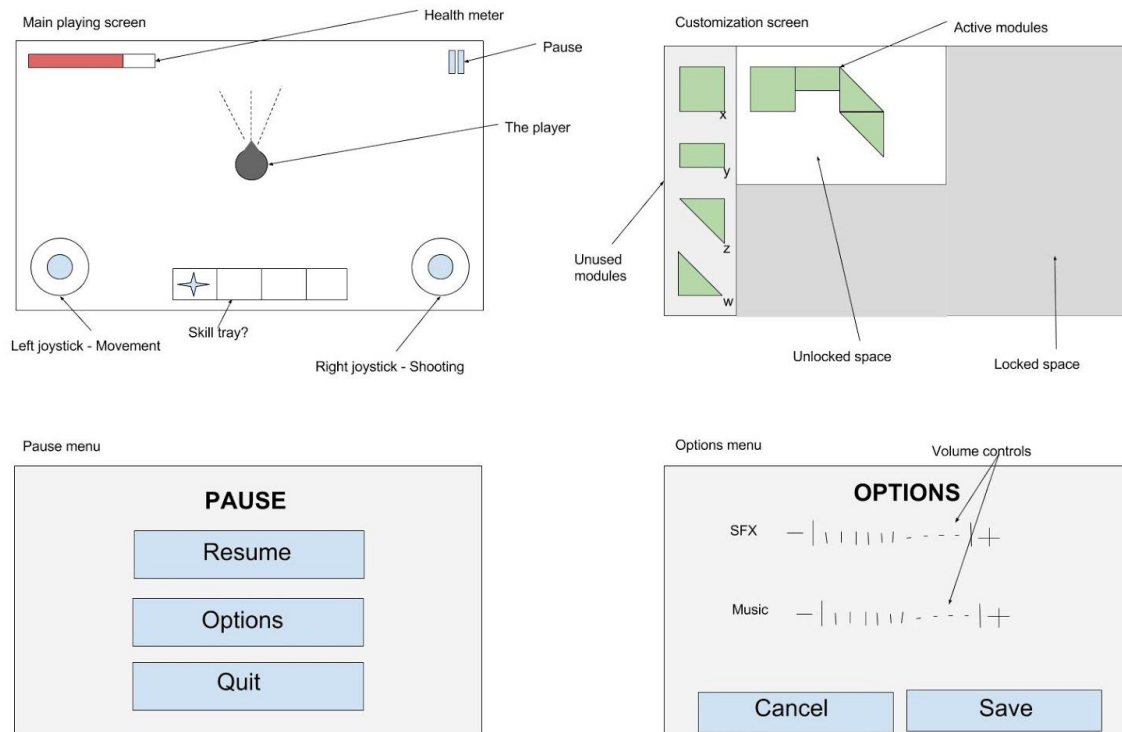 Main playing screen
Health meter
Pause
The player
Skill tray?
Left joystick - Movement
Right joystick - Shooting
Customization screen
Active modules
x
y
z
w
Unused
modules
Unlocked space
Locked space
Pause menu
PAUSE
Resume
Options
Quit
Options menu
Volume controls
OPTIONS
SFX
Music
Cancel
Save